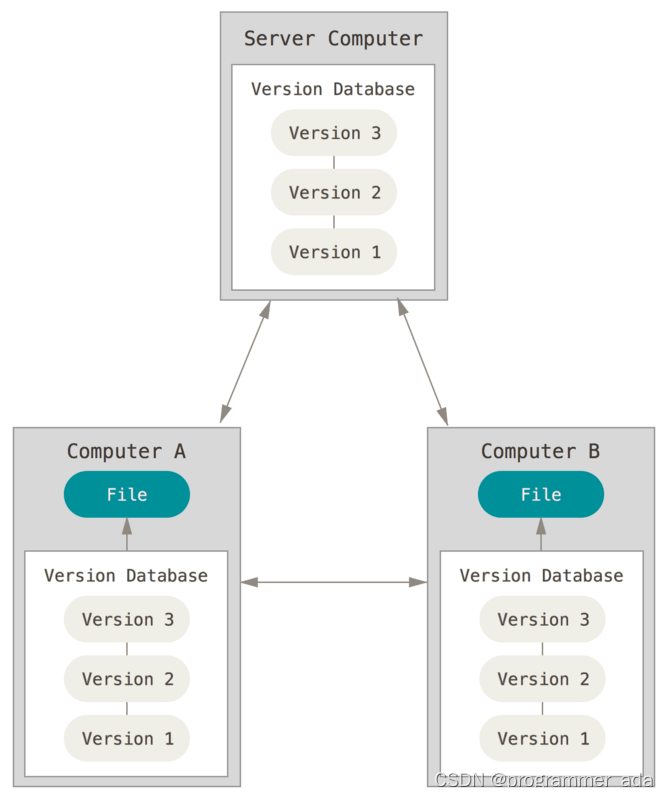 Server Computer
Version Database
Version 3
Version 2
Version 1
Computer A
File
Version Database
Version 3
Version 2
Version 1
Computer B
File
Version Database
Version 3
Version 2
Version 1
CSDN @programmer_ada